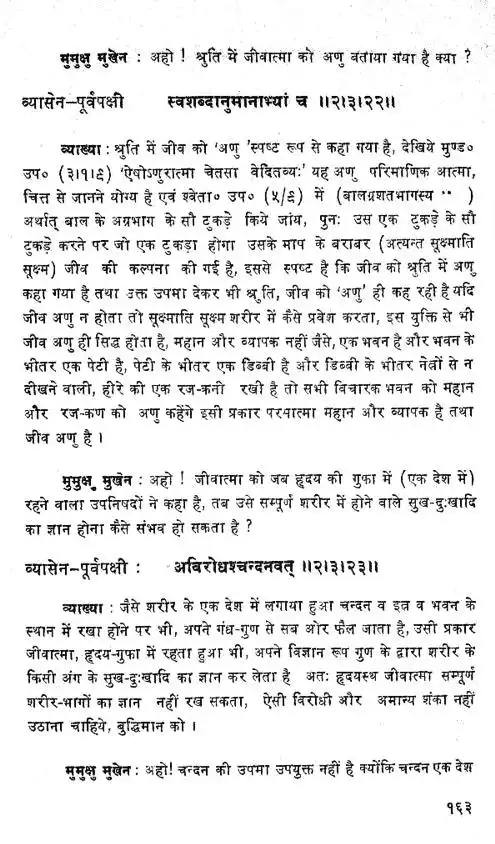 मुमुक्षु मुखेन : अहो ! श्रुति में जीवात्मा को अणु बताया गया है क्या ?
व्यासेन-पूर्वपक्षी स्वशब्दानुमानाभ्यां च ॥२।३।२२॥
व्याख्या : श्रुति में जीव को 'अणु 'स्पष्ट रूप से कहा गया है, देखिये मुण्ड०
उप० (३।१।६) 'ऐषोऽणुरात्मा चेतसा वेदितव्यः' यह अणु परिमाणिक आत्मा,
चित्त से जानने योग्य है एवं श्वेता० उप० (५/६) में (बालग्रशतभागस्य ·· )
अर्थात् बाल के अग्रभाग के सौ टुकड़े किये जांय, पुनः उस एक टुकड़े के सौ
टुकड़े करने पर जो एक टुकड़ा होगा उसके माप के बराबर (अत्यन्त सूक्ष्माति
सूक्ष्म) जीव की कल्पना की गई है, इससे स्पष्ट है कि जीव को श्रुति में अणु
कहा गया है तथा उक्त उपमा देकर भी श्रुति, जीव को 'अणु' ही कह रही है यदि
जीव अणु न होता तो सूक्ष्माति सूक्ष्म शरीर में कैसे प्रवेश करता, इस युक्ति से भी
जीव अणु ही सिद्ध होता है, महान और व्यापक नहीं जैसे, एक भवन है और भवन के
भीतर एक पेटी है, पेटी के भीतर एक डिब्बी है और डिब्बी के भीतर नेत्रों से न
दीखने वाली, हीरे की एक रज-कनी रखी है तो सभी विचारक भवन को महान
और रज-कण को अणु कहेंगे इसी प्रकार परमात्मा महान और व्यापक है तथा
जीव अणु है ।
मुमुक्षु मुखेन : अहो ! जीवात्मा को जब हृदय की गुफा में (एक देश में)
रहने वाला उपनिषदों ने कहा है, तब उसे सम्पूर्ण शरीर में होने वाले सुख-दुःखादि
का ज्ञान होना कैसे संभव हो सकता है ?
व्यासेन-पूर्वपक्षी : अविरोधश्चन्दनवत् ॥२।३।२३॥
व्याख्या : जैसे शरीर के एक देश में लगाया हुआ चन्दन व इत्र व भवन के
स्थान में रखा होने पर भी, अपने गंध-गुण से सब ओर फैल जाता है, उसी प्रकार
जीवात्मा, हृदय-गुफा में रहता हुआ भी, अपने विज्ञान रूप गुण के द्वारा शरीर के
किसी अंग के सुख-दुःखादि का ज्ञान कर लेता है अतः हृदयस्थ जीवात्मा सम्पूर्ण
शरीर-भागों का ज्ञान नहीं रख सकता, ऐसी विरोधी और अमान्य शंका नहीं
उठाना चाहिये, बुद्धिमान को ।
मुमुक्षु मुखेन : अहो! चन्दन की उपमा उपयुक्त नहीं है क्योंकि चन्दन एक देश
१६३